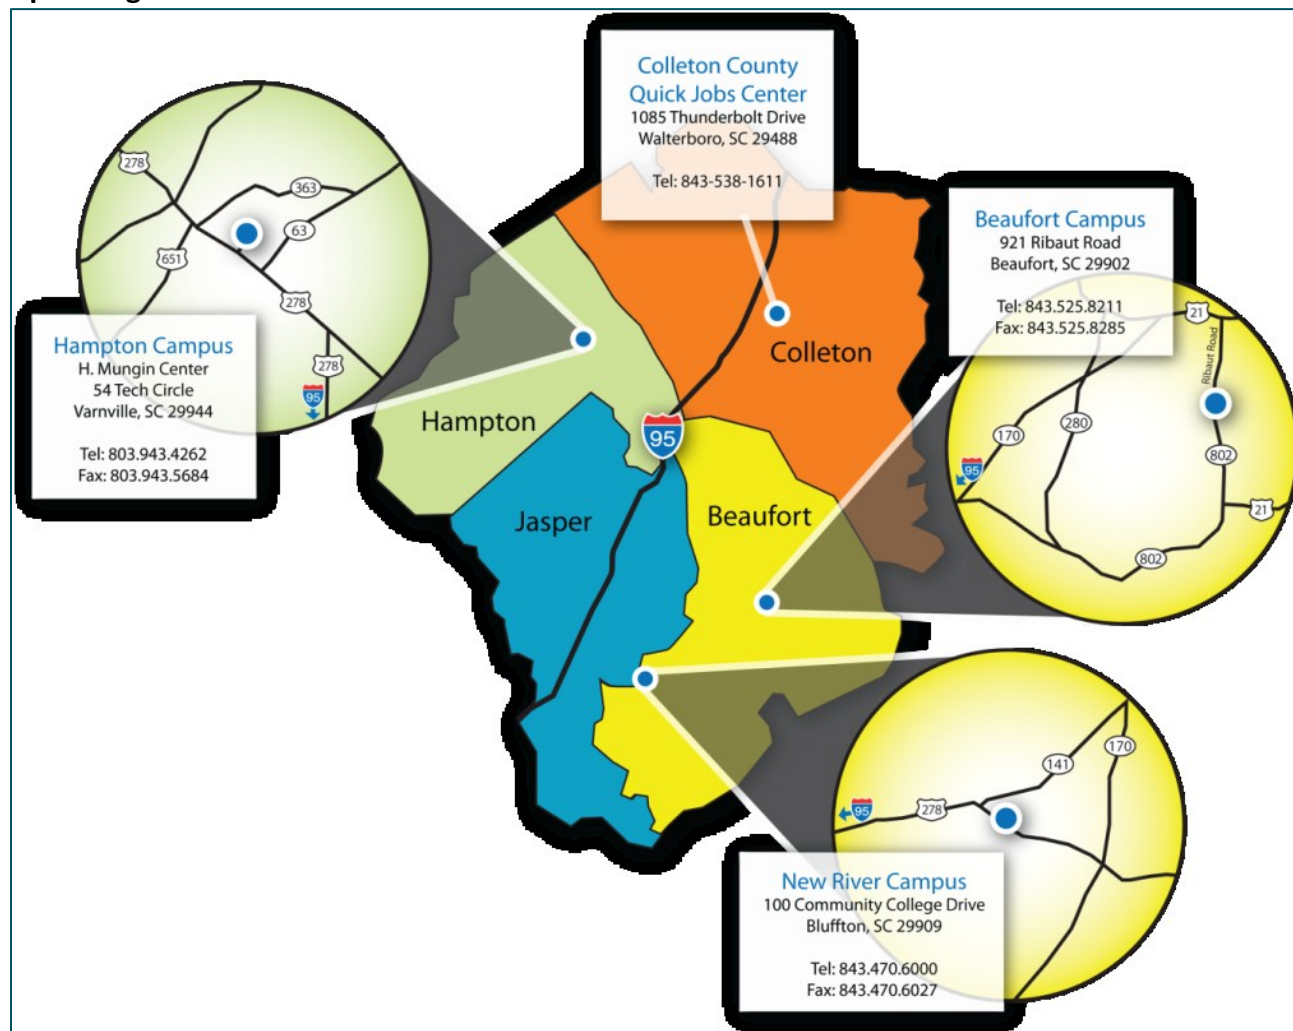 Colleton County
Quick Jobs Center
1085 Thunderbolt Drive
Walterboro, SC 29488
Tel: 843-538-1611
278
363
63
651
278
278
95
Hampton Campus
H. Mungin Center
54 Tech Circle
Varnville, SC 29944
Tel: 803.943.4262
Fax: 803.943.5684
Beaufort Campus
921 Ribaut Road
Beaufort, SC 29902
Tel: 843.525.8211
Fax: 843.525.8285
21
Ribaut Road
170
280
802
95
21
802
Colleton
Hampton
95
Jasper
Beaufort
141
170
95
278
New River Campus
100 Community College Drive
Bluffton, SC 29909
Tel: 843.470.6000
Fax: 843.470.6027